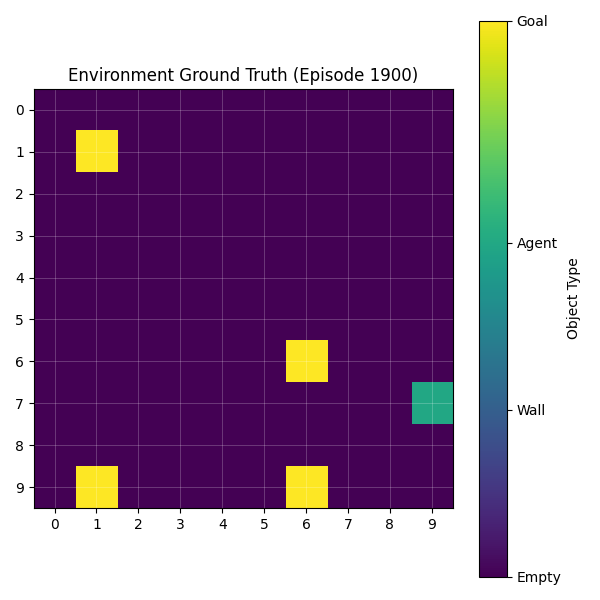 Environment Ground Truth (Episode 1900)
0
1
2
3
4
5
6
7
8
9
0 1 2 3 4 5 6 7 8 9
Goal
Agent
Wall
Empty
Object Type